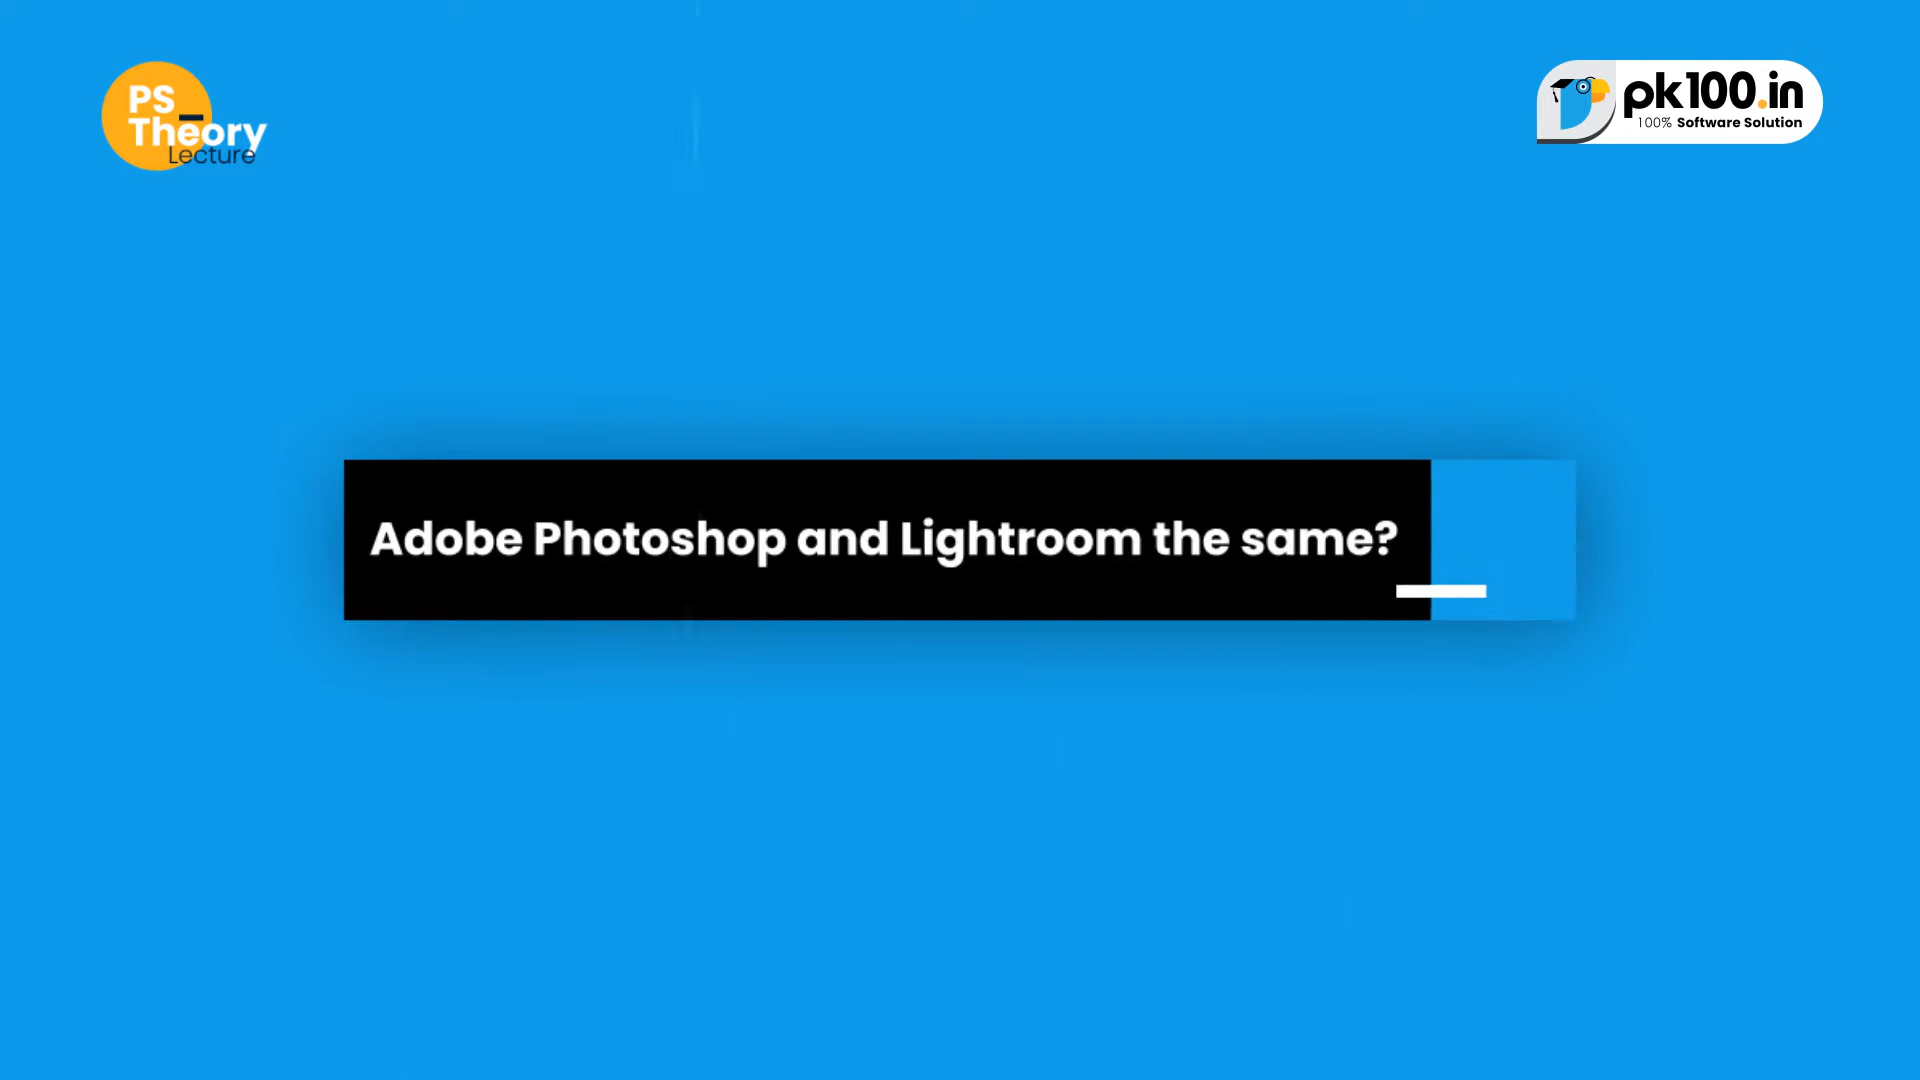 PS
Theory
Lecture
pk100.in
100% Software Solution
Adobe Photoshop and Lightroom the same?